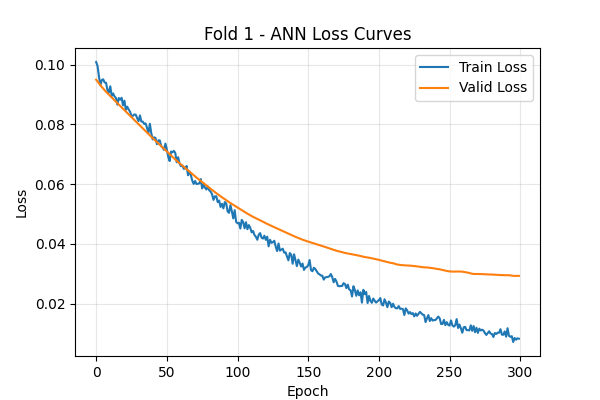 Fold 1 - ANN Loss Curves
Train Loss
Valid Loss
Loss
0.10
0.08
0.06
0.04
0.02
0 50 100 150 200 250 300
Epoch